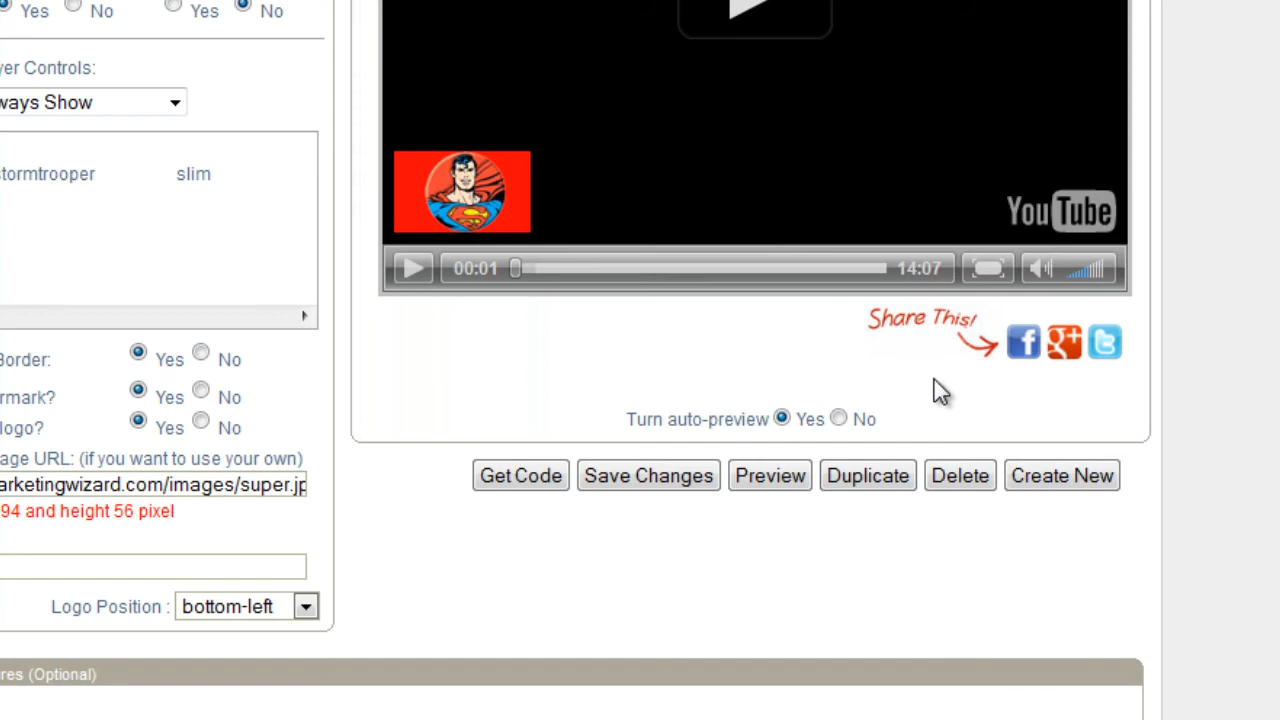 Yes No Yes No
yer Controls:
ways Show
tormtrooper slim
Border: Yes No
rmark? Yes No
logo? Yes No
age URL: (if you want to use your own)
arketingwizard.com/images/super.jp
94 and height 56 pixel
Logo Position : bottom-left
res (Optional)
YouTube
00:01 14:07
Share This!
f g+ t
Turn auto-preview Yes No
Get Code Save Changes Preview Duplicate Delete Create New